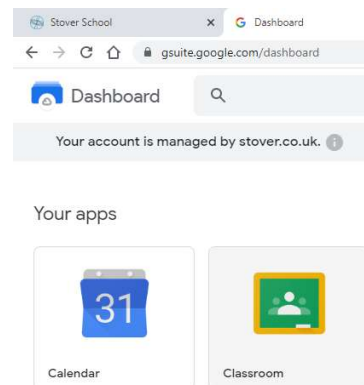 Stover School
G Dashboard
gsuite.google.com/dashboard
Dashboard
Your account is managed by stover.co.uk.
Your apps
31
Calendar
Classroom